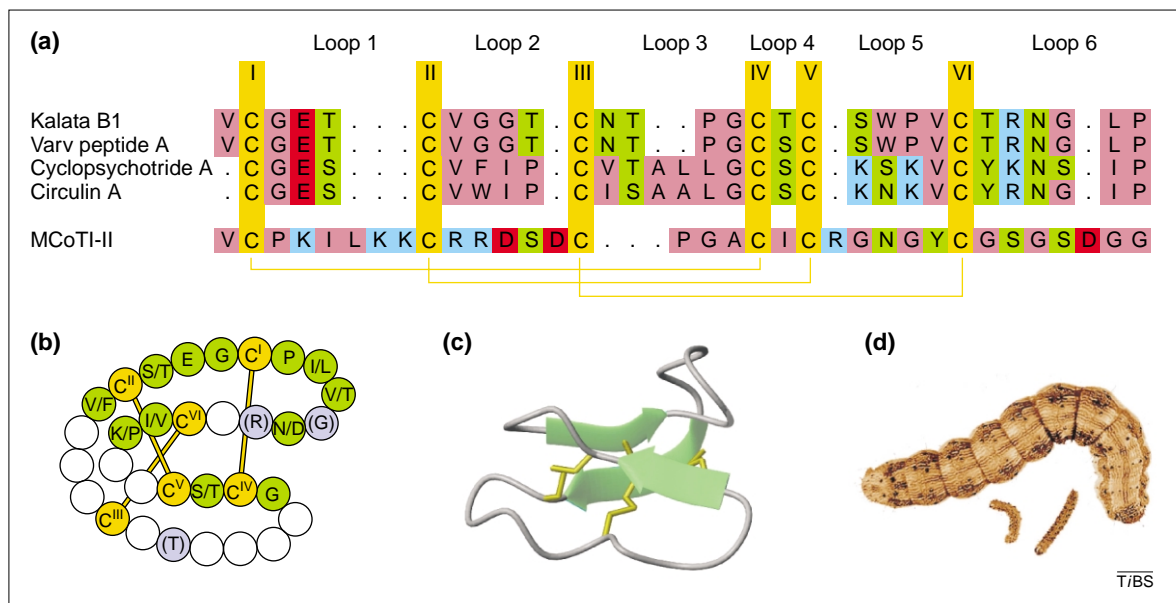 (a) Loop 1 Loop 2 Loop 3 Loop 4 Loop 5 Loop 6
I II III IV V VI
Kalata B1 V C G E T . . . C V G G T . C N T . . P G C T C . S W P V C T R N G . L P
Varv peptide A V C G E T . . . C V G G T . C N T . . P G C S C . S W P V C T R N G . L P
Cyclopsychotride A . C G E S . . . C V F I P . C V T A L L G C S C . K S K V C Y K N S . I P
Circulin A . C G E S . . . C V W I P . C I S A A L G C S C . K N K V C Y R N G . I P
MCoTI-II V C P K I L K K C R R D S D C . . . P G A C I C R G N G Y C G S G S D G G
(b)
V/F C^II S/T E G C^I P I/L V/T
K/P I/V C^VI (R) N/D (G)
C^V S/T C^IV G
C^III (T)
(c)
(d)
TiBS